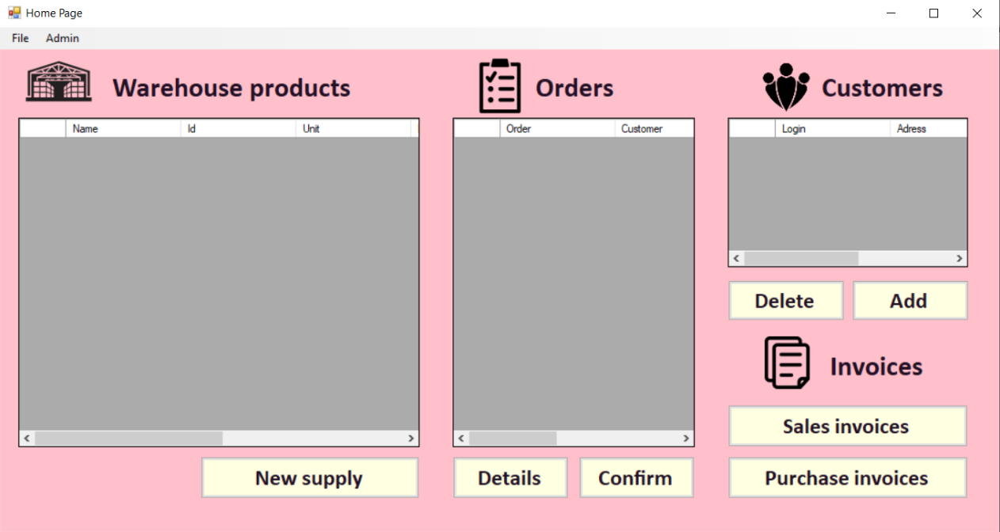 Home Page
File Admin
Warehouse products
Name Id Unit
New supply
Orders
Order Customer
Details Confirm
Customers
Login Adress
Delete Add
Invoices
Sales invoices
Purchase invoices